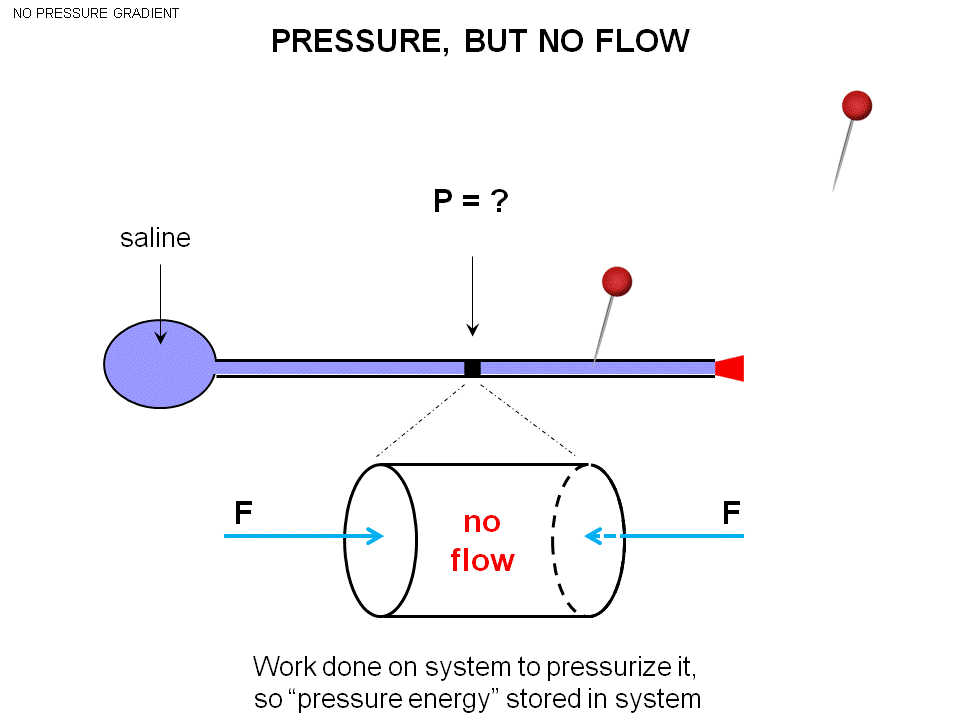 NO PRESSURE GRADIENT
PRESSURE, BUT NO FLOW
P = ?
saline
F
no
flow
F
Work done on system to pressurize it,
so “pressure energy” stored in system